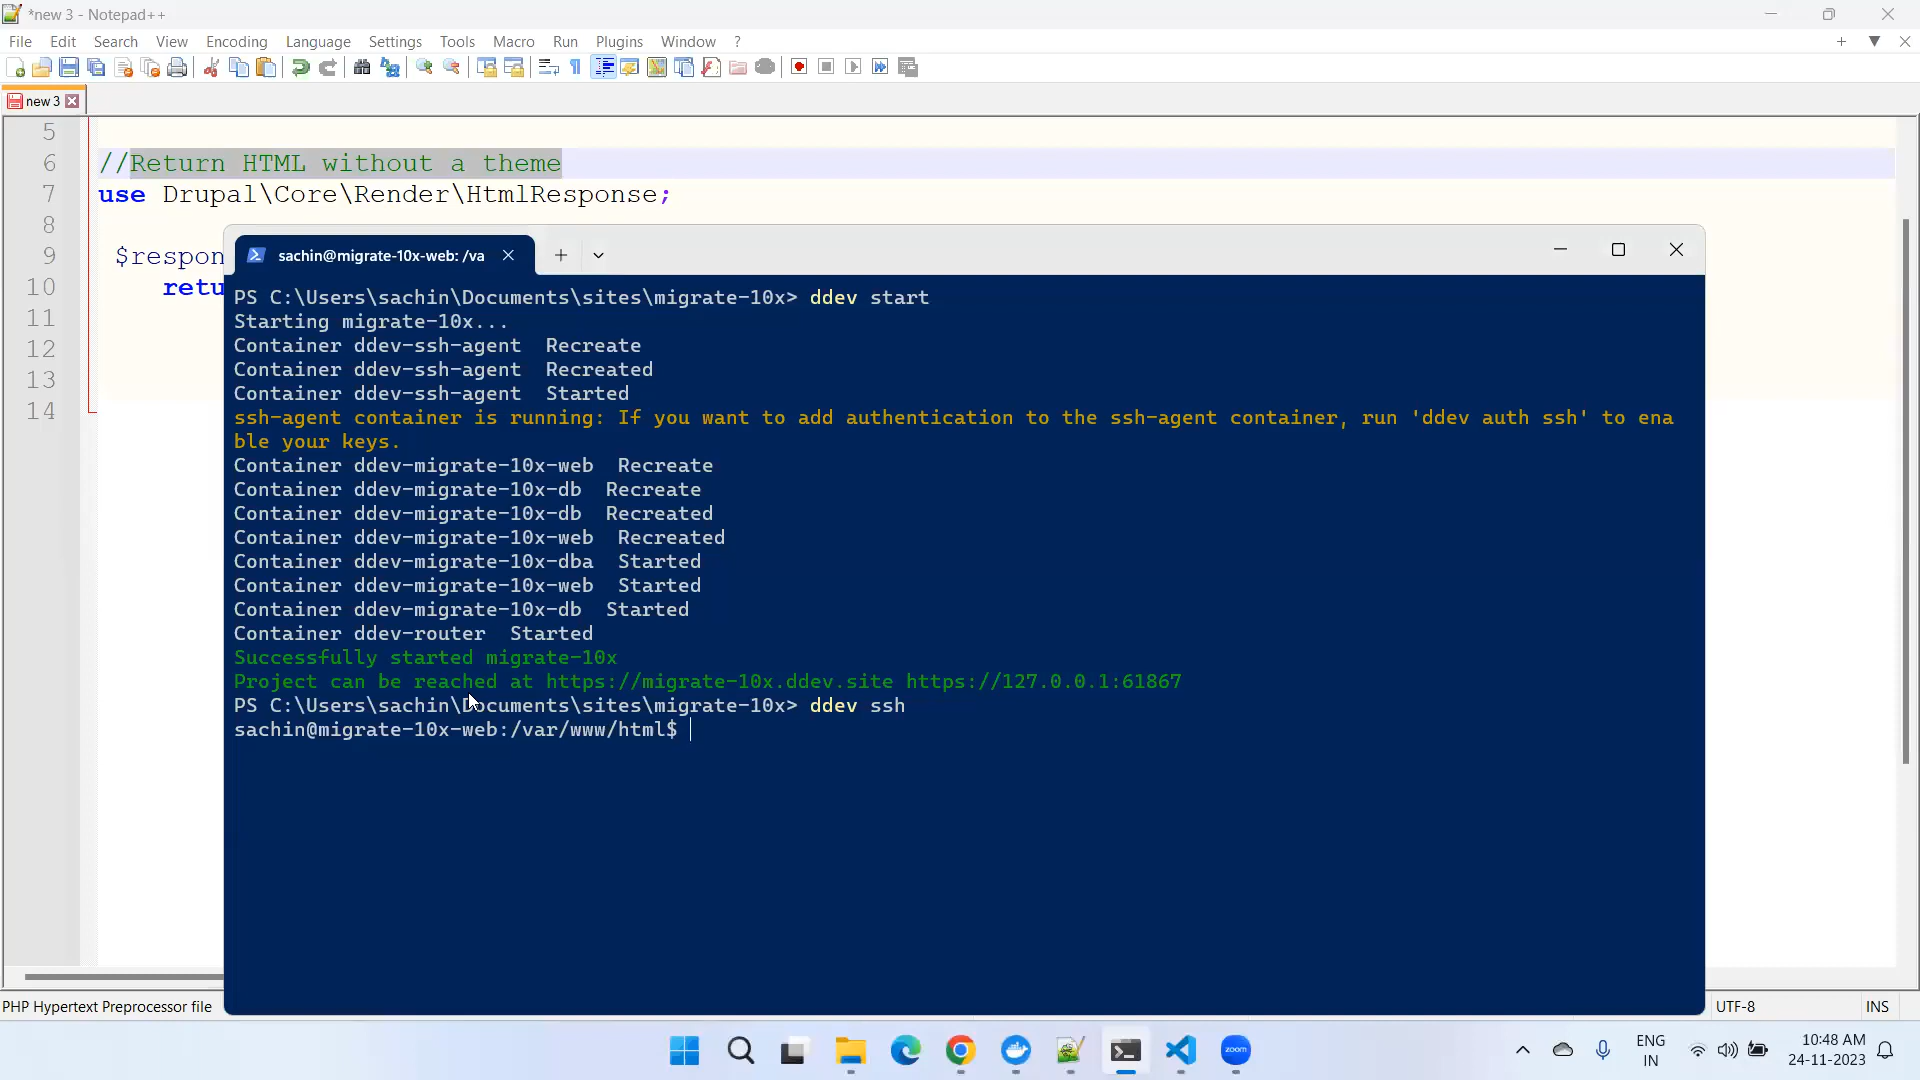 *new 3 - Notepad++
File Edit Search View Encoding Language Settings Tools Macro Run Plugins Window ?
new 3
5
6 //Return HTML without a theme
7 use Drupal\Core\Render\HtmlResponse;
8
9 $respon
10 retu
11
12
13
14
sachin@migrate-10x-web: /va
PS C:\Users\sachin\Documents\sites\migrate-10x> ddev start
Starting migrate-10x...
Container ddev-ssh-agent  Recreate
Container ddev-ssh-agent  Recreated
Container ddev-ssh-agent  Started
ssh-agent container is running: If you want to add authentication to the ssh-agent container, run 'ddev auth ssh' to ena
ble your keys.
Container ddev-migrate-10x-web  Recreate
Container ddev-migrate-10x-db  Recreate
Container ddev-migrate-10x-db  Recreated
Container ddev-migrate-10x-web  Recreated
Container ddev-migrate-10x-dba  Started
Container ddev-migrate-10x-web  Started
Container ddev-migrate-10x-db  Started
Container ddev-router  Started
Successfully started migrate-10x
Project can be reached at https://migrate-10x.ddev.site https://127.0.0.1:61867
PS C:\Users\sachin\Documents\sites\migrate-10x> ddev ssh
sachin@migrate-10x-web:/var/www/html$
PHP Hypertext Preprocessor file UTF-8 INS
zoom
ENG
IN
10:48 AM
24-11-2023